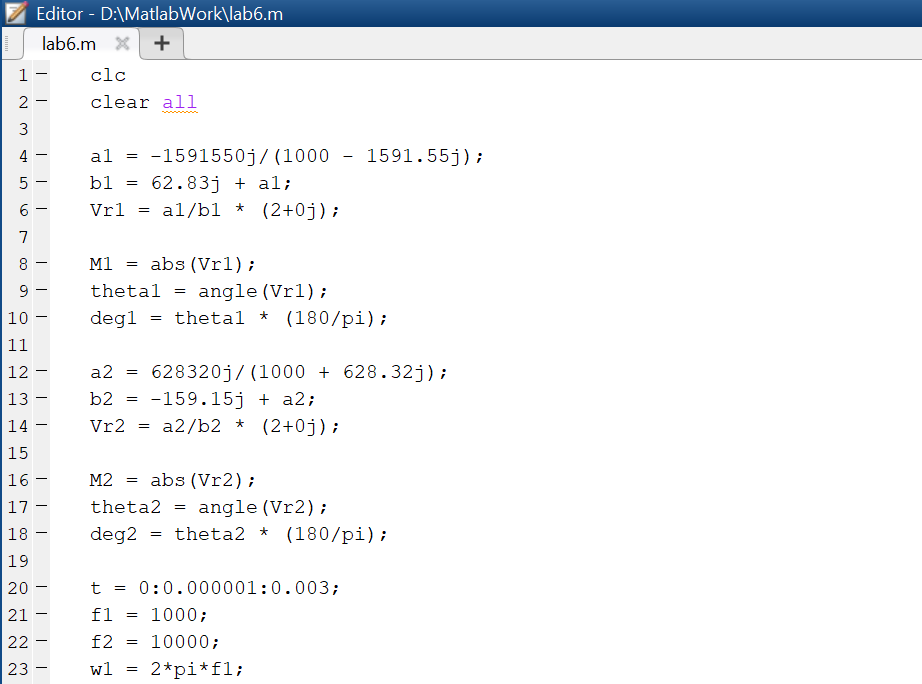 Editor - D:\MatlabWork\lab6.m
lab6.m
1 clc
2 clear all
3
4 a1 = -1591550j/(1000 - 1591.55j);
5 b1 = 62.83j + a1;
6 Vr1 = a1/b1 * (2+0j);
7
8 M1 = abs(Vr1);
9 theta1 = angle(Vr1);
10 deg1 = theta1 * (180/pi);
11
12 a2 = 628320j/(1000 + 628.32j);
13 b2 = -159.15j + a2;
14 Vr2 = a2/b2 * (2+0j);
15
16 M2 = abs(Vr2);
17 theta2 = angle(Vr2);
18 deg2 = theta2 * (180/pi);
19
20 t = 0:0.000001:0.003;
21 f1 = 1000;
22 f2 = 10000;
23 w1 = 2*pi*f1;